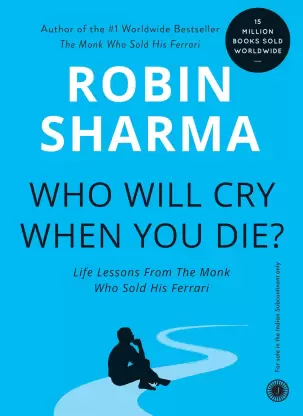 Author of the #1 Worldwide Bestseller
The Monk Who Sold His Ferrari
15
MILLION
BOOKS SOLD
WORLDWIDE
ROBIN
SHARMA
WHO WILL CRY
WHEN YOU DIE?
Life Lessons From The Monk
Who Sold His Ferrari
For sale in the Indian Subcontinent only
J